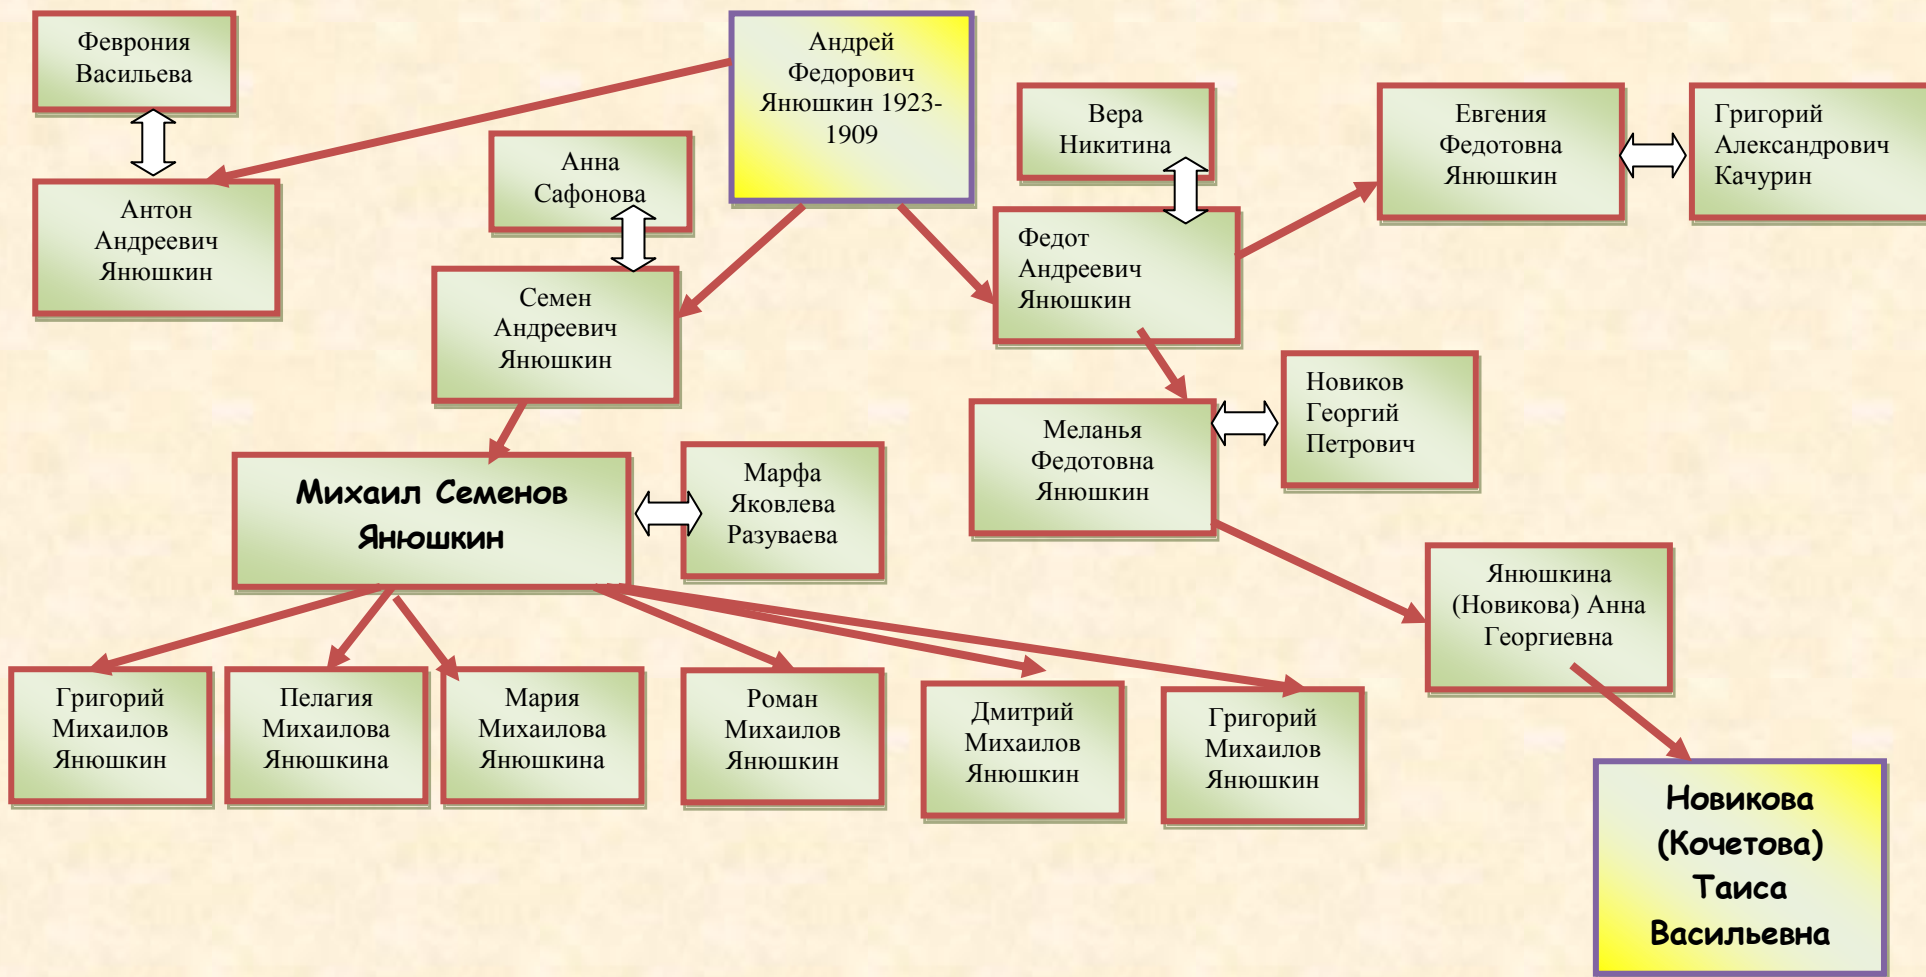 Феврония
Васильева
Андрей
Федорович
Янюшкин 1923-
1909
Вера
Никитина
Евгения
Федотовна
Янюшкин
Григорий
Александрович
Качурин
Анна
Сафонова
Антон
Андреевич
Янюшкин
Семен
Андреевич
Янюшкин
Федот
Андреевич
Янюшкин
Новиков
Георгий
Петрович
Меланья
Федотовна
Янюшкин
Михаил Семенов
Янюшкин
Марфа
Яковлева
Разуваева
Янюшкина
(Новикова) Анна
Георгиевна
Григорий
Михаилов
Янюшкин
Пелагия
Михаилова
Янюшкина
Мария
Михаилова
Янюшкина
Роман
Михаилов
Янюшкин
Дмитрий
Михаилов
Янюшкин
Григорий
Михаилов
Янюшкин
Новикова
(Кочетова)
Таиса
Васильевна